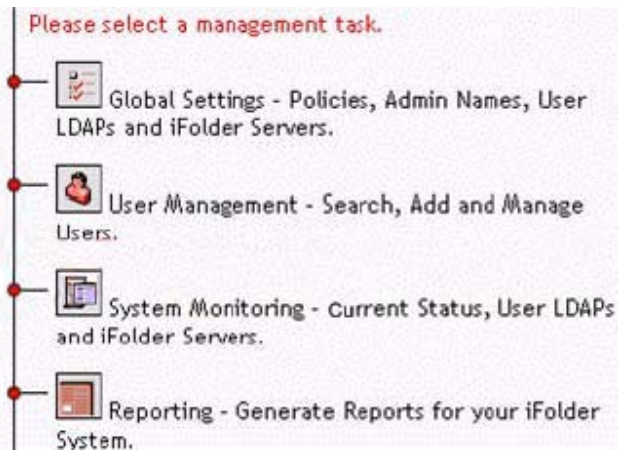 Please select a management task.
Global Settings - Policies, Admin Names, User
LDAPs and iFolder Servers.
User Management - Search, Add and Manage
Users.
System Monitoring - Current Status, User LDAPs
and iFolder Servers.
Reporting - Generate Reports for your iFolder
System.